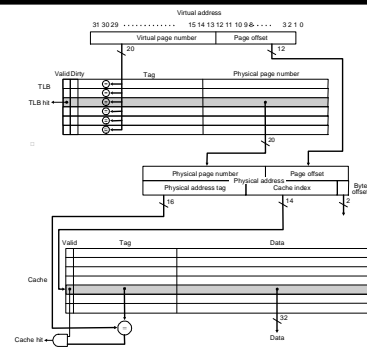 Virtual address
31 30 29 ············ 15 14 13 12 11 10 9 8 ····· 3 2 1 0
Virtual page number Page offset
20 12
Valid Dirty Tag Physical page number
TLB
=
=
TLB hit =
=
=
=
20
Physical page number Page offset
Physical address
Physical address tag Cache index Byte offset
16 14 2
Valid Tag Data
Cache
32
=
Cache hit Data